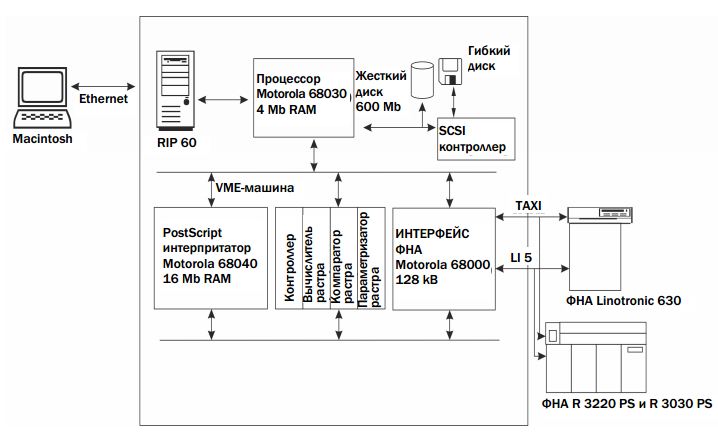 Macintosh
Ethernet
RIP 60
Процессор
Motorola 68030
4 Mb RAM
Жесткий
диск
600 Mb
Гибкий
диск
SCSI
контроллер
VME-машина
PostScript
интерпритатор
Motorola 68040
16 Mb RAM
Контроллер
Вычислитель
растра
Компаратор
растра
Параметризатор
растра
ИНТЕРФЕЙС
ФНА
Motorola 68000
128 kB
TAXI
LI 5
ФНА Linotronic 630
ФНА R 3220 PS и R 3030 PS